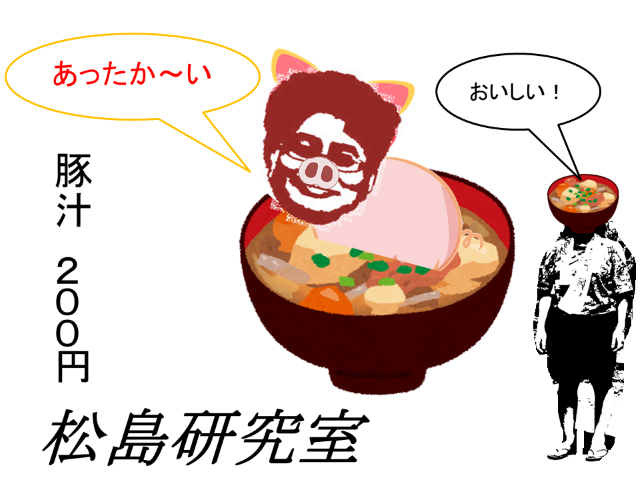 あったか～い
おいしい！
豚汁　２００円
松島研究室